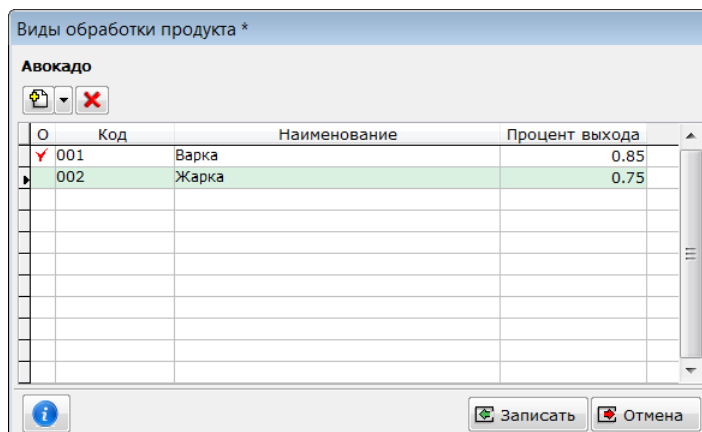 Виды обработки продукта *
Авокадо
О Код Наименование Процент выхода
001 Варка 0.85
002 Жарка 0.75
Записать Отмена